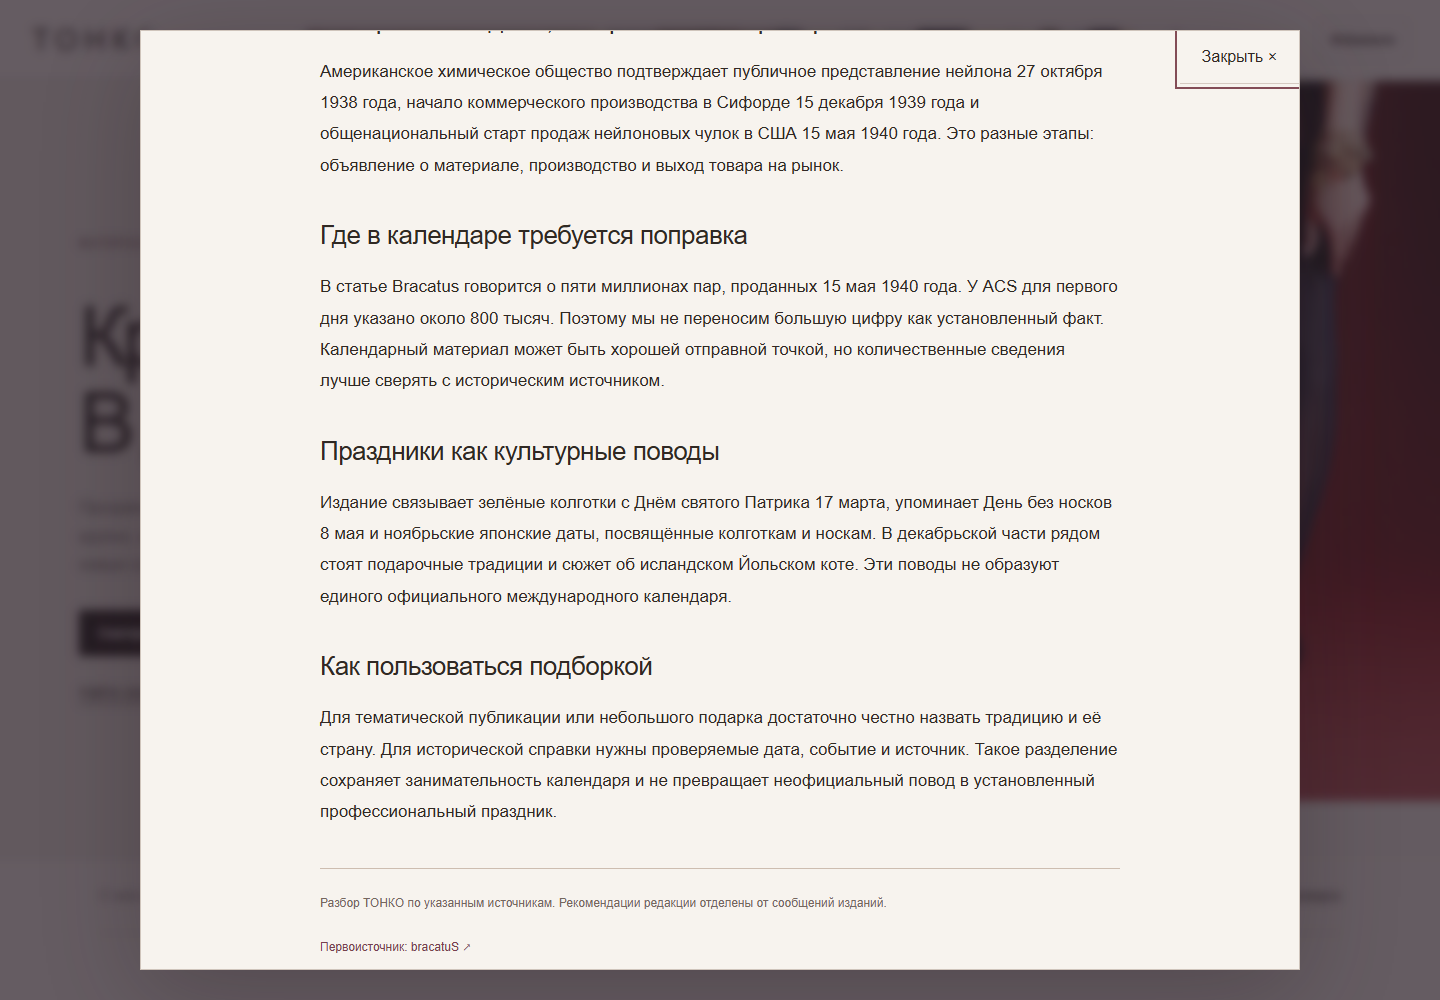 ТОНК
Закрыть ×
Американское химическое общество подтверждает публичное представление нейлона 27 октября
1938 года, начало коммерческого производства в Сифорде 15 декабря 1939 года и
общенациональный старт продаж нейлоновых чулок в США 15 мая 1940 года. Это разные этапы:
объявление о материале, производство и выход товара на рынок.
Где в календаре требуется поправка
В статье Bracatus говорится о пяти миллионах пар, проданных 15 мая 1940 года. У ACS для первого
дня указано около 800 тысяч. Поэтому мы не переносим большую цифру как установленный факт.
Календарный материал может быть хорошей отправной точкой, но количественные сведения
лучше сверять с историческим источником.
Праздники как культурные поводы
Издание связывает зелёные колготки с Днём святого Патрика 17 марта, упоминает День без носков
8 мая и ноябрьские японские даты, посвящённые колготкам и носкам. В декабрьской части рядом
стоят подарочные традиции и сюжет об исландском Йольском коте. Эти поводы не образуют
единого официального международного календаря.
Как пользоваться подборкой
Для тематической публикации или небольшого подарка достаточно честно назвать традицию и её
страну. Для исторической справки нужны проверяемые дата, событие и источник. Такое разделение
сохраняет занимательность календаря и не превращает неофициальный повод в установленный
профессиональный праздник.
Разбор ТОНКО по указанным источникам. Рекомендации редакции отделены от сообщений изданий.
Первоисточник: bracatuS ↗